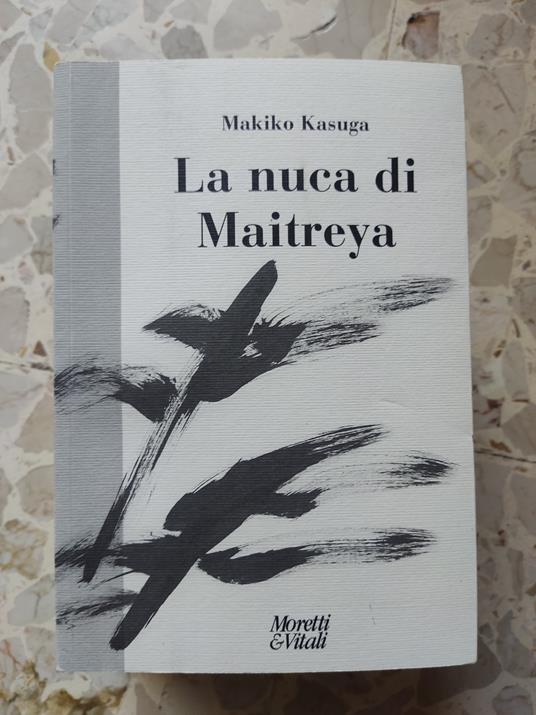 Makiko Kasuga
La nuca di
Maitreya
Moretti
&Vitali